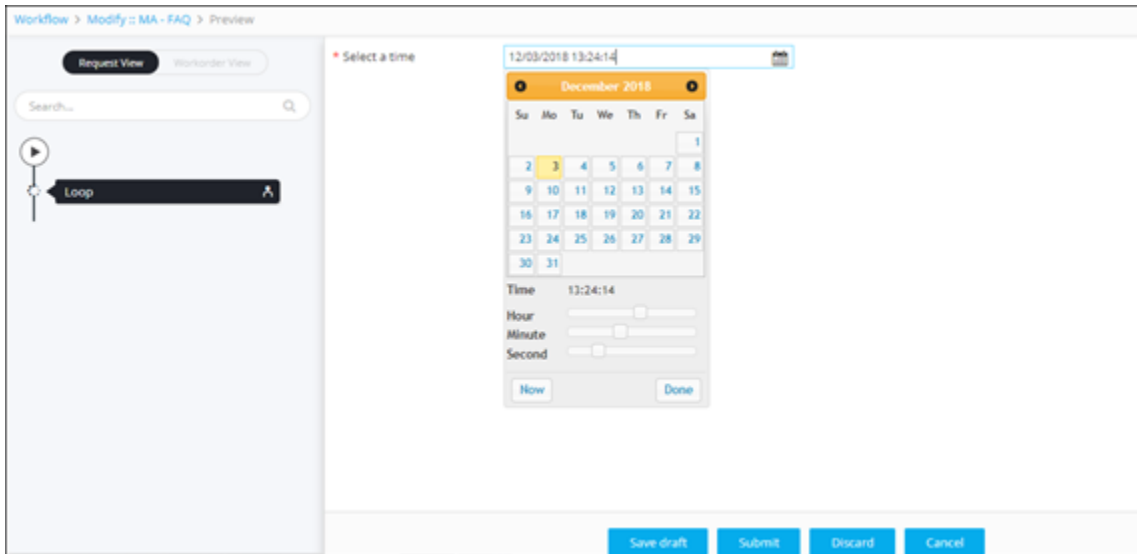 Workflow > Modify :: MA - FAQ > Preview
Request View Workorder View
Search...
Loop
* Select a time 12/03/2018 13:24:14
December 2018
Su Mo Tu We Th Fr Sa
1
2 3 4 5 6 7 8
9 10 11 12 13 14 15
16 17 18 19 20 21 22
23 24 25 26 27 28 29
30 31
Time 13:24:14
Hour
Minute
Second
Now Done
Save draft Submit Discard Cancel